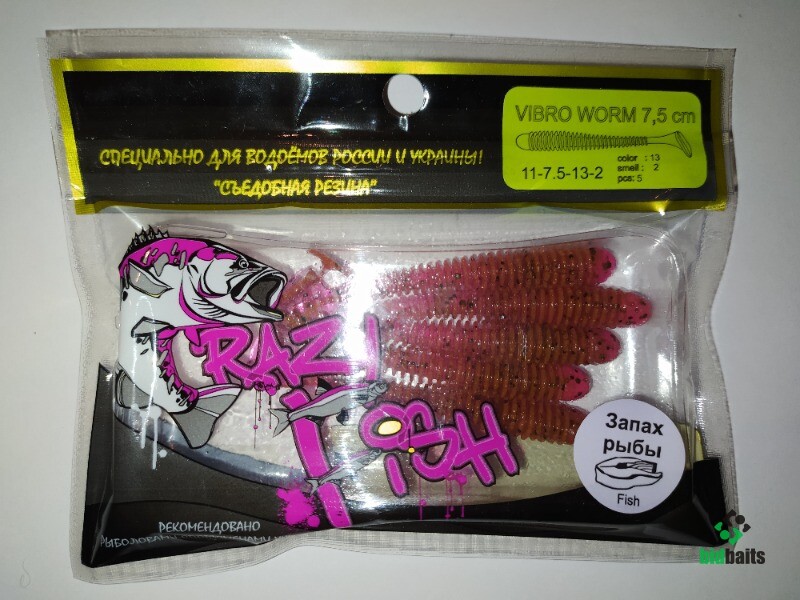 VIBRO WORM 7,5 cm
11-7.5-13-2
color : 13
smell : 2
pcs: 5
СПЕЦИАЛЬНО ДЛЯ ВОДОЁМОВ РОССИИ И УКРАИНЫ!
"СЪЕДОБНАЯ РЕЗИНА"
CRAZY
FISH
Запах
рыбы
Fish
РЕКОМЕНДОВАНО
bidbaits